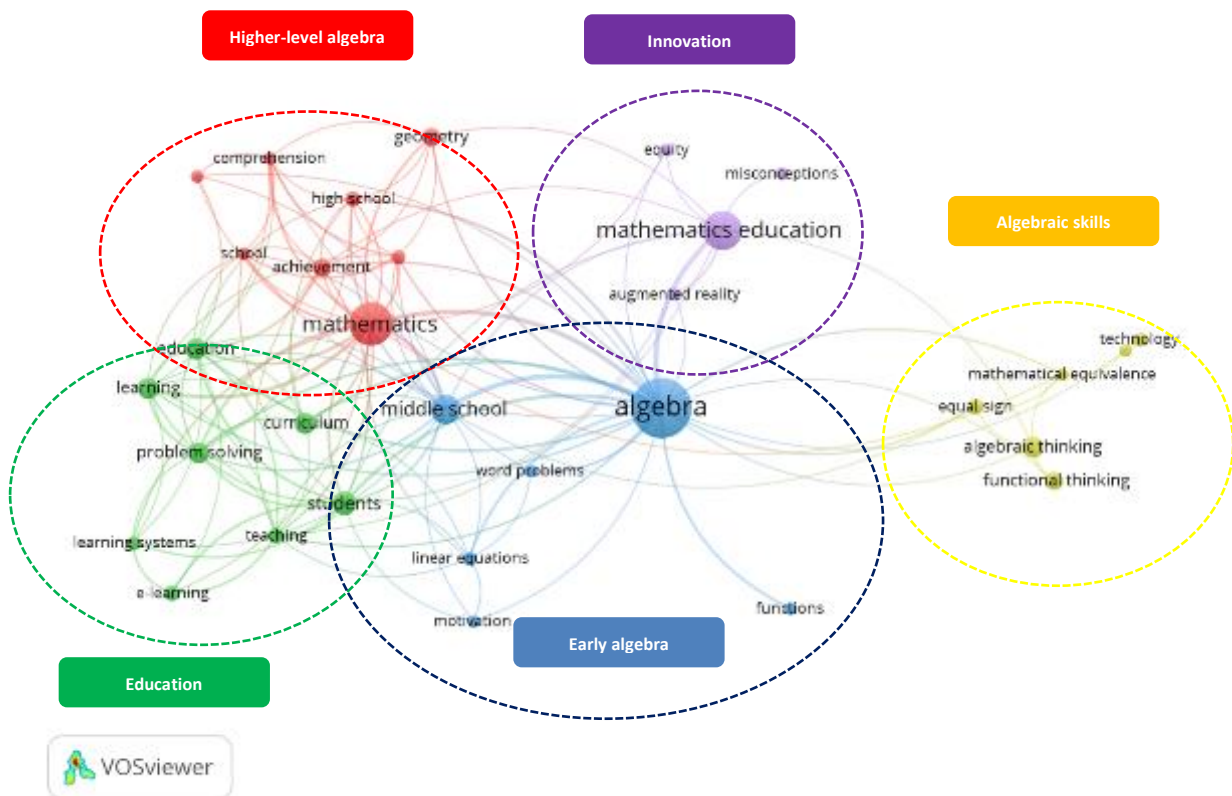 Higher-level algebra
Innovation
geometry
comprehension
equity
misconceptions
high school
mathematics education
Algebraic skills
school
achievement
augmented reality
mathematics
technology
education
mathematical equivalence
learning
equal sign
middle school
algebra
curriculum
algebraic thinking
problem solving
word problems
functional thinking
students
teaching
learning systems
linear equations
e-learning
functions
motivation
Early algebra
Education
VOSviewer